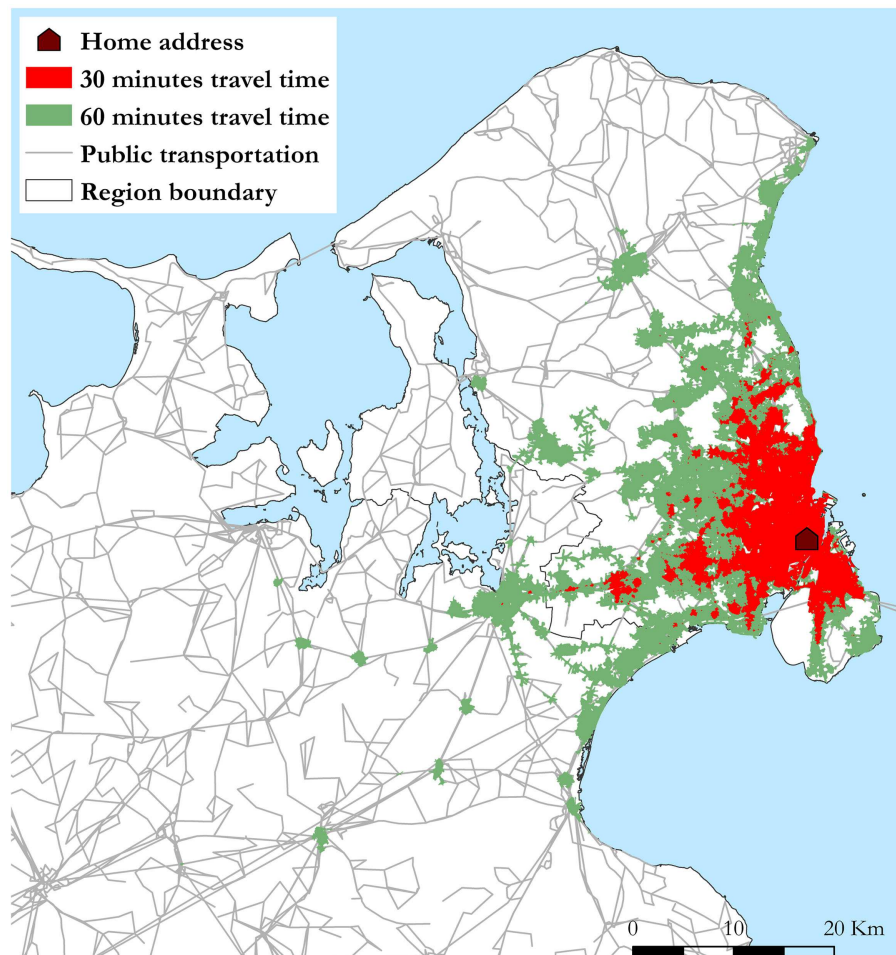 Home address
30 minutes travel time
60 minutes travel time
Public transportation
Region boundary
0 10 20 Km